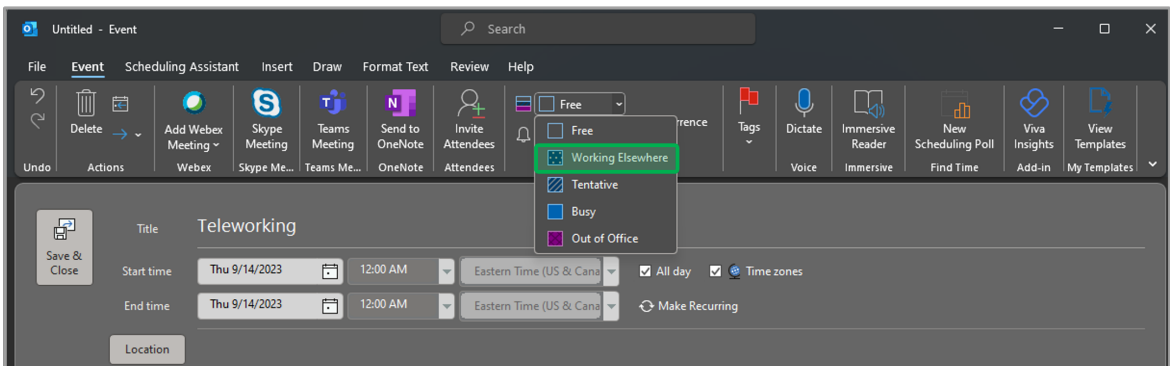 Untitled - Event
Search
File Event Scheduling Assistant Insert Draw Format Text Review Help
Free
Delete
Add Webex Meeting
Skype Meeting
Teams Meeting
Send to OneNote
Invite Attendees
Tags
Dictate
Immersive Reader
New Scheduling Poll
Viva Insights
View Templates
Undo Actions Webex Skype Me... Teams Me... OneNote Attendees Voice Immersive Find Time Add-in My Templates
Free
Working Elsewhere
Tentative
Busy
Out of Office
Save & Close
Title Teleworking
Start time Thu 9/14/2023 12:00 AM Eastern Time (US & Cana All day Time zones
End time Thu 9/14/2023 12:00 AM Eastern Time (US & Cana Make Recurring
Location